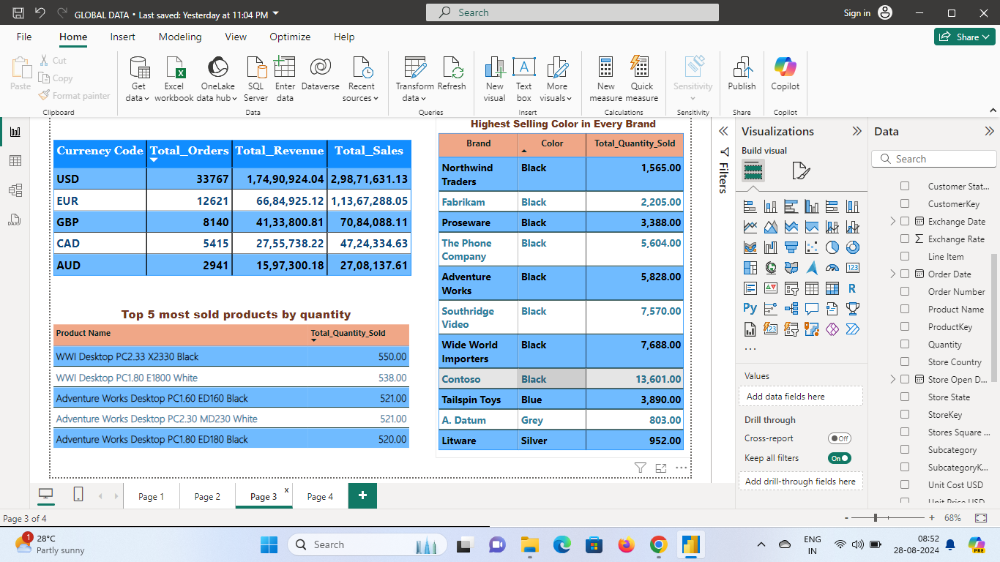 GLOBAL DATA • Last saved: Yesterday at 11:04 PM
Search
Sign in
File Home Insert Modeling View Optimize Help
Share
Paste
Cut
Copy
Format painter
Get data
Excel workbook
OneLake data hub
SQL Server
Enter data
Dataverse
Recent sources
Transform data
Refresh
New visual
Text box
More visuals
New measure
Quick measure
Sensitivity
Publish
Copilot
Clipboard Data Queries Insert Calculations Sensitivity Share Copilot
Currency Code Total_Orders Total_Revenue Total_Sales
USD 33767 1,74,90,924.04 2,98,71,631.13
EUR 12621 66,84,925.12 1,13,67,288.05
GBP 8140 41,33,800.81 70,84,088.11
CAD 5415 27,55,738.22 47,24,334.63
AUD 2941 15,97,300.18 27,08,137.61
Top 5 most sold products by quantity
Product Name Total_Quantity_Sold
WWI Desktop PC2.33 X2330 Black 550.00
WWI Desktop PC1.80 E1800 White 538.00
Adventure Works Desktop PC1.60 ED160 Black 521.00
Adventure Works Desktop PC2.30 MD230 White 521.00
Adventure Works Desktop PC1.80 ED180 Black 520.00
Highest Selling Color in Every Brand
Brand Color Total_Quantity_Sold
Northwind Traders Black 1,565.00
Fabrikam Black 2,205.00
Proseware Black 3,388.00
The Phone Company Black 5,604.00
Adventure Works Black 5,828.00
Southridge Video Black 7,570.00
Wide World Importers Black 7,688.00
Contoso Black 13,601.00
Tailspin Toys Blue 3,890.00
A. Datum Grey 803.00
Litware Silver 952.00
Filters
Visualizations
Build visual
Values
Add data fields here
Drill through
Cross-report Off
Keep all filters On
Add drill-through fields here
Data
Search
Customer Stat...
CustomerKey
Exchange Date
Exchange Rate
Line Item
Order Date
Order Number
Product Name
ProductKey
Quantity
Store Country
Store Open D...
Store State
StoreKey
Stores Square ...
Subcategory
SubcategoryK...
Unit Cost USD
Unit Price USD
Page 1 Page 2 Page 3 x Page 4 +
Page 3 of 4
- + 68%
1
28°C
Partly sunny
Search
ENG
IN
08:52
28-08-2024
PRE